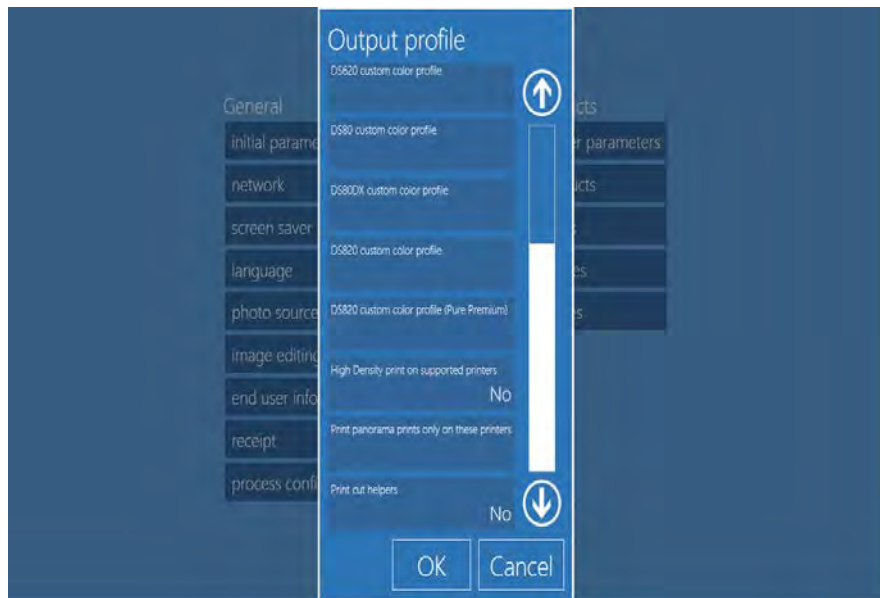 Output profile
DS620 custom color profile
DS80 custom color profile
DS80DX custom color profile
DS820 custom color profile
DS820 custom color profile (Pure Premium)
High Density print on supported printers
No
Print panorama prints only on these printers
Print cut helpers
No
OK
Cancel
General
initial parame
network
screen saver
language
photo source
image editing
end user info
receipt
process confi
cts
er parameters
ucts
s
es
s